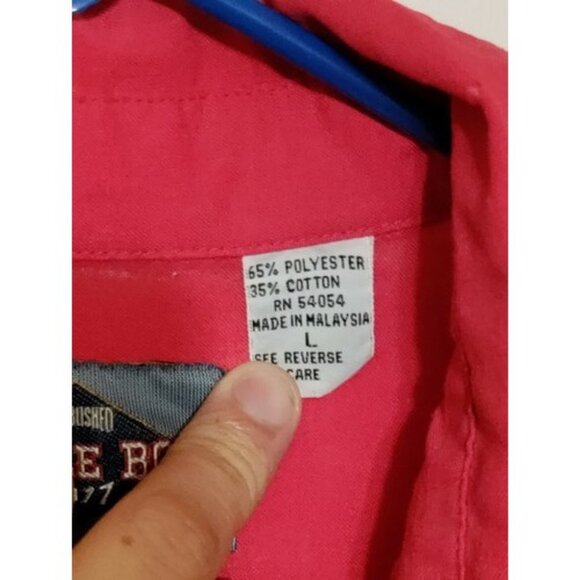 65% POLYESTER
35% COTTON
RN 54054
MADE IN MALAYSIA
L
SEE REVERSE
CARE